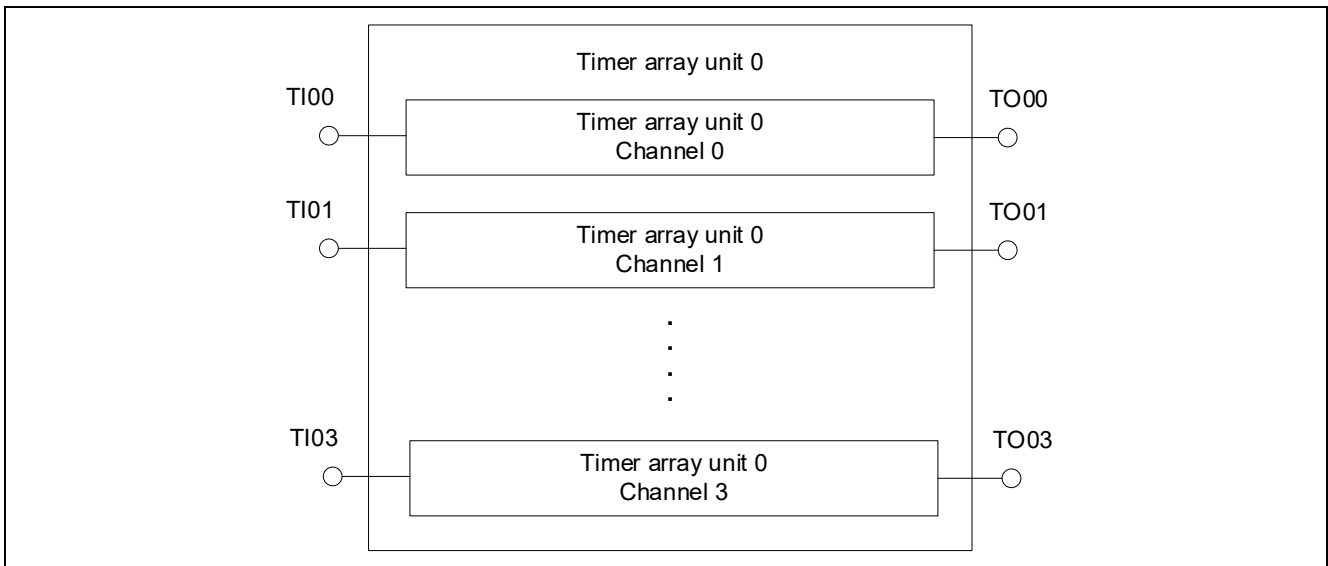 Timer array unit 0
TI00
Timer array unit 0
Channel 0
TO00
TI01
Timer array unit 0
Channel 1
TO01
TI03
Timer array unit 0
Channel 3
TO03